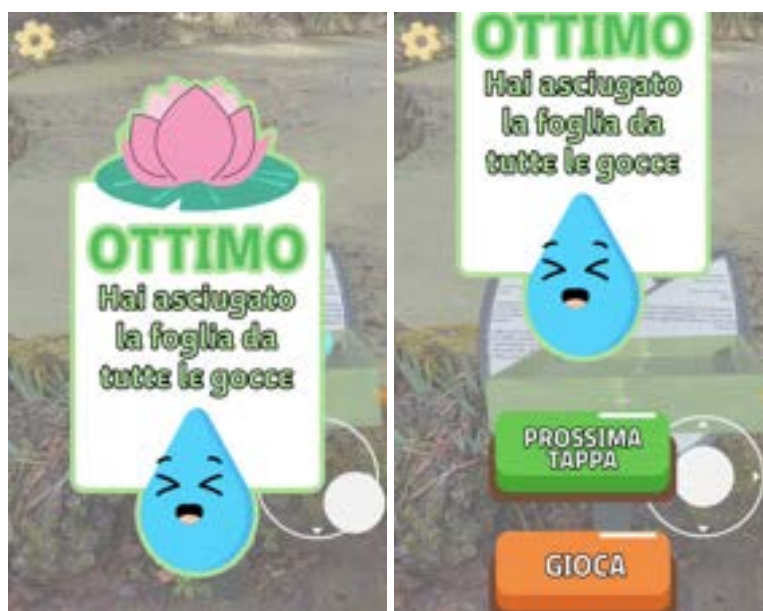 OTTIMO
Hai asciugato
la foglia da
tutte le gocce
OTTIMO
Hai asciugato
la foglia da
tutte le gocce
PROSSIMA
TAPPA
GIOCA